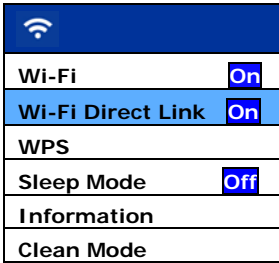 Wi-Fi On
Wi-Fi Direct Link On
WPS
Sleep Mode Off
Information
Clean Mode